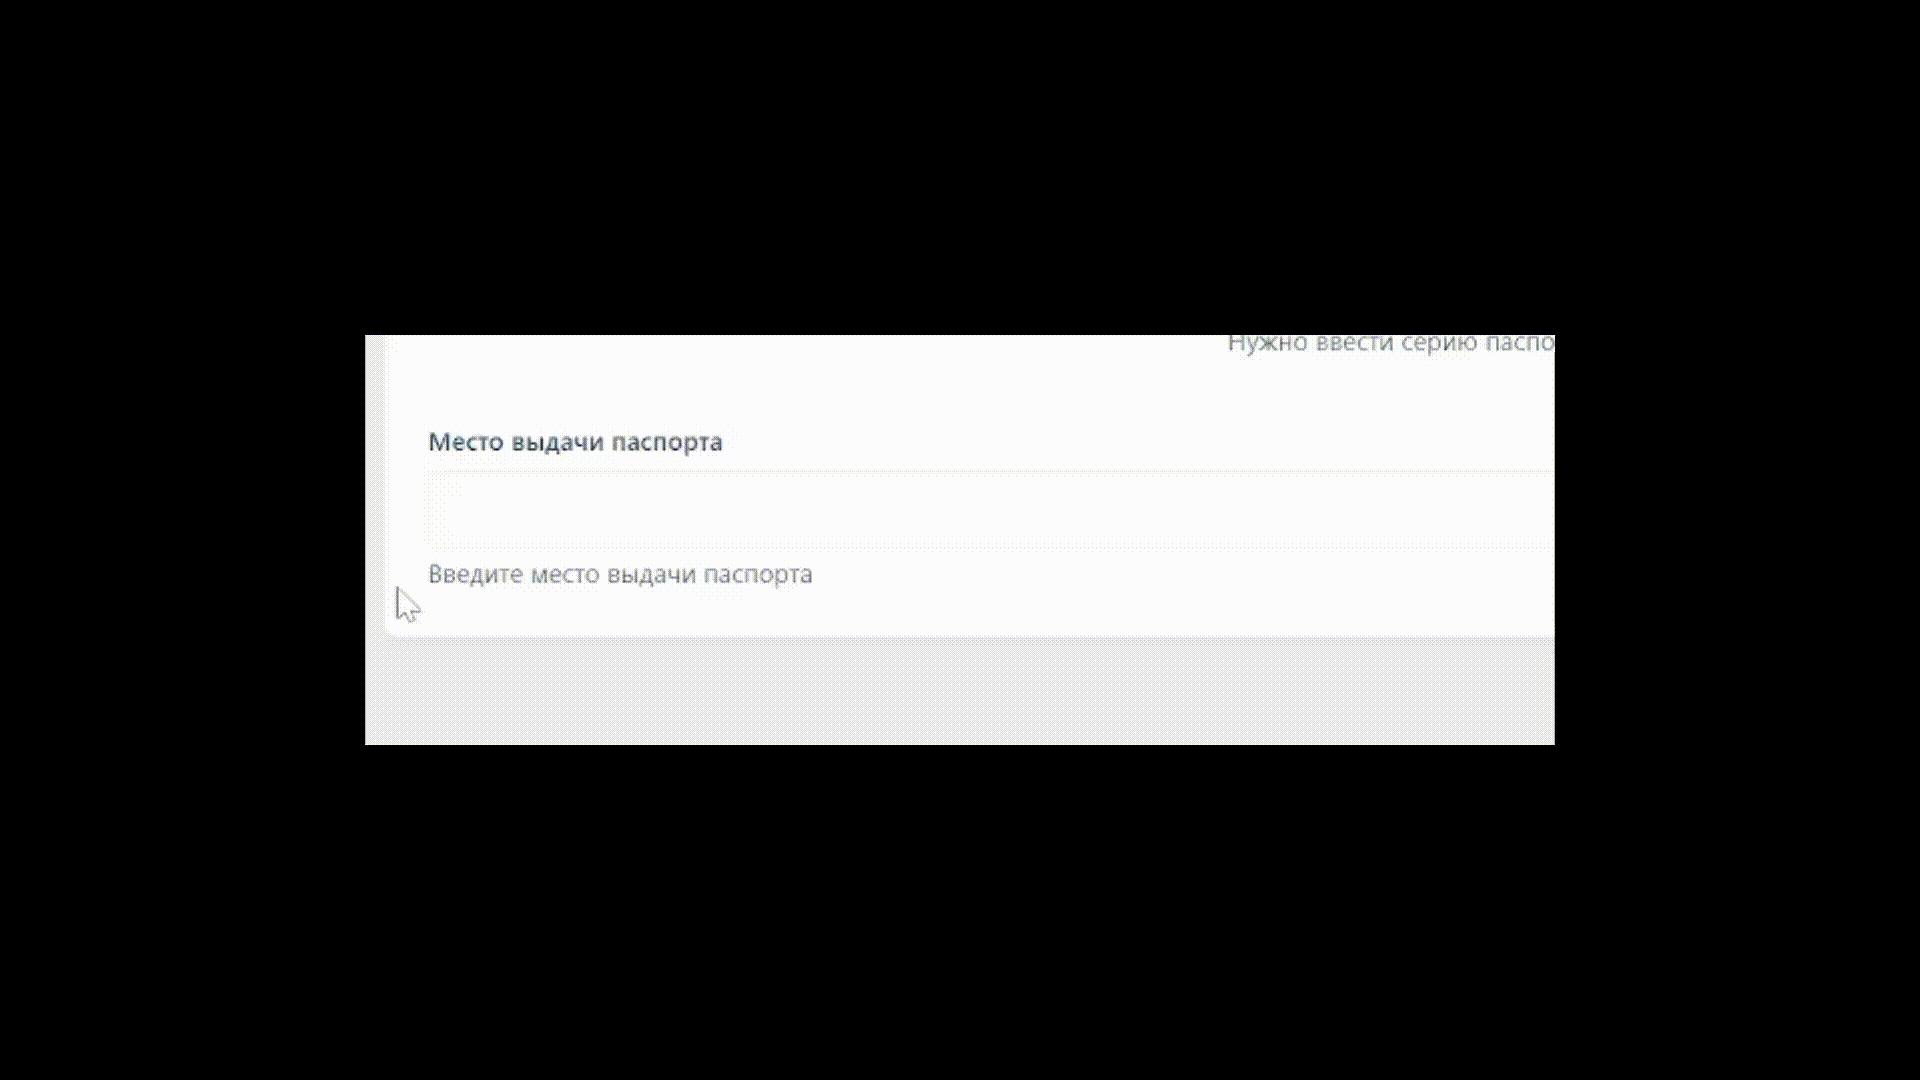 Нужно ввести серию паспо
Место выдачи паспорта
Введите место выдачи паспорта